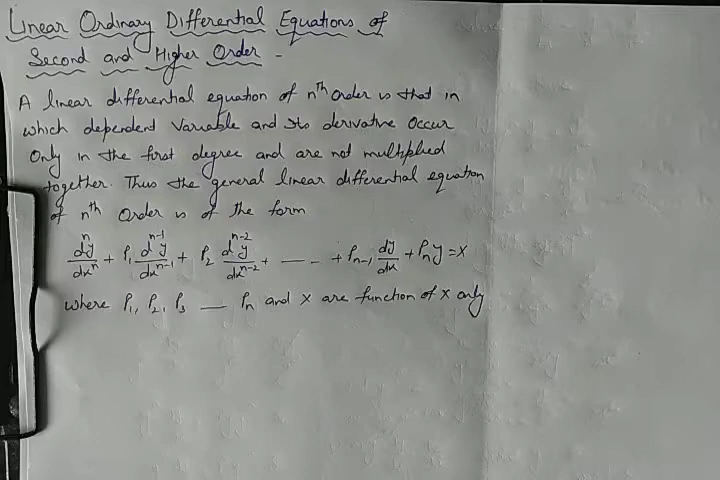 Linear Ordinary Differential Equations of
Second and Higher Order -
A linear differential equation of nth Order is that in
which dependent Variable and Its derivative Occur
Only in the first degree and are not multiplied
together. Thus the general linear differential equation
of nth Order is of the form
dⁿy/dxⁿ + P₁ dⁿ⁻¹y/dxⁿ⁻¹ + P₂ dⁿ⁻²y/dxⁿ⁻² + -- -- + Pₙ₋₁ dy/dx + Pₙy = X
where P₁, P₂, P₃ — Pₙ and X are function of X only